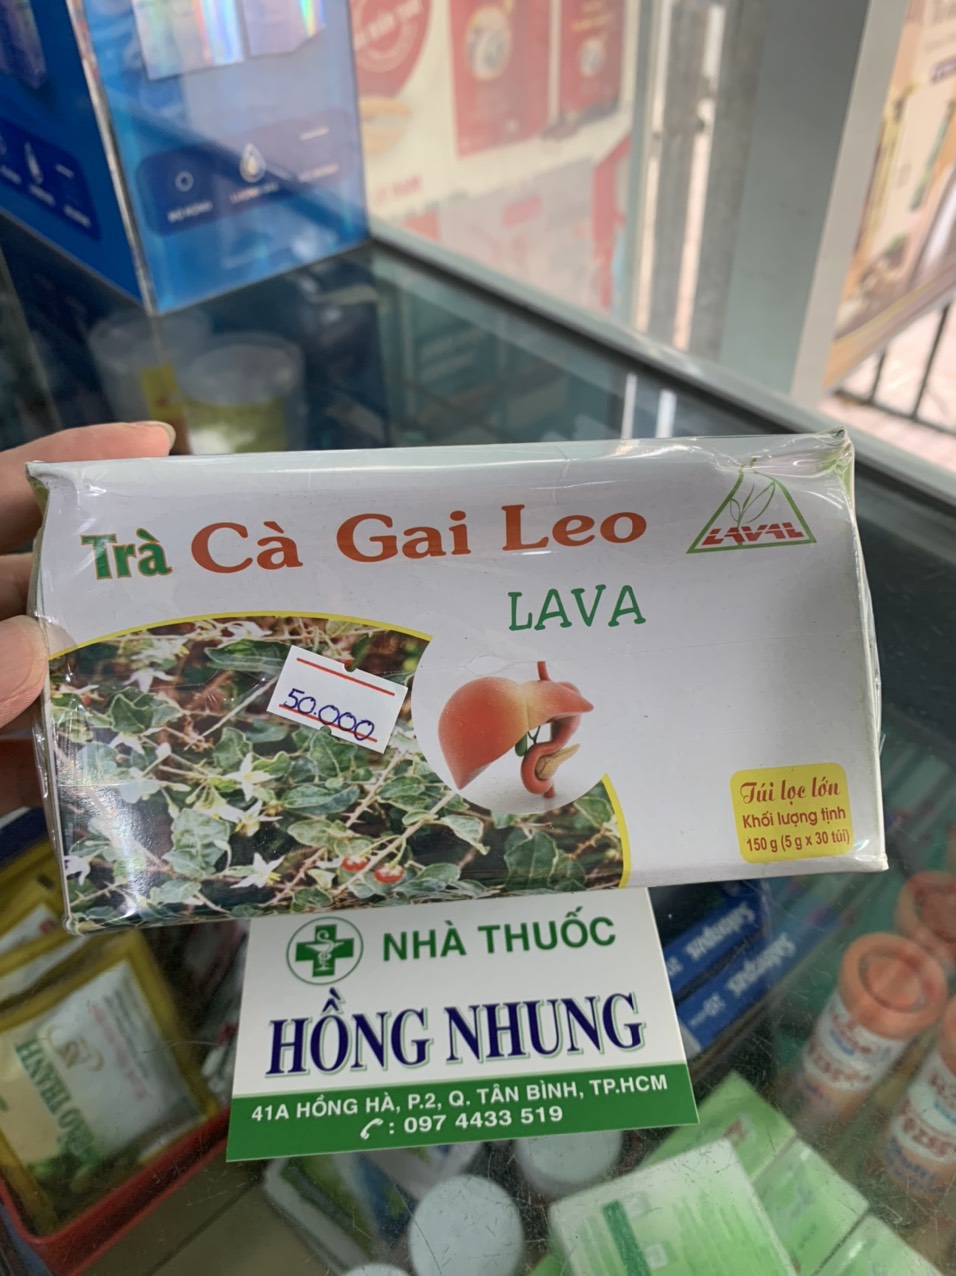 Trà Cà Gai Leo
LAVAL
LAVA
50.000
Túi lọc lớn
Khối lượng tịnh
150 g (5 g x 30 túi)
NHÀ THUỐC
HỒNG NHUNG
41A HỒNG HÀ, P.2, Q. TÂN BÌNH, TP.HCM
: 097 4433 519